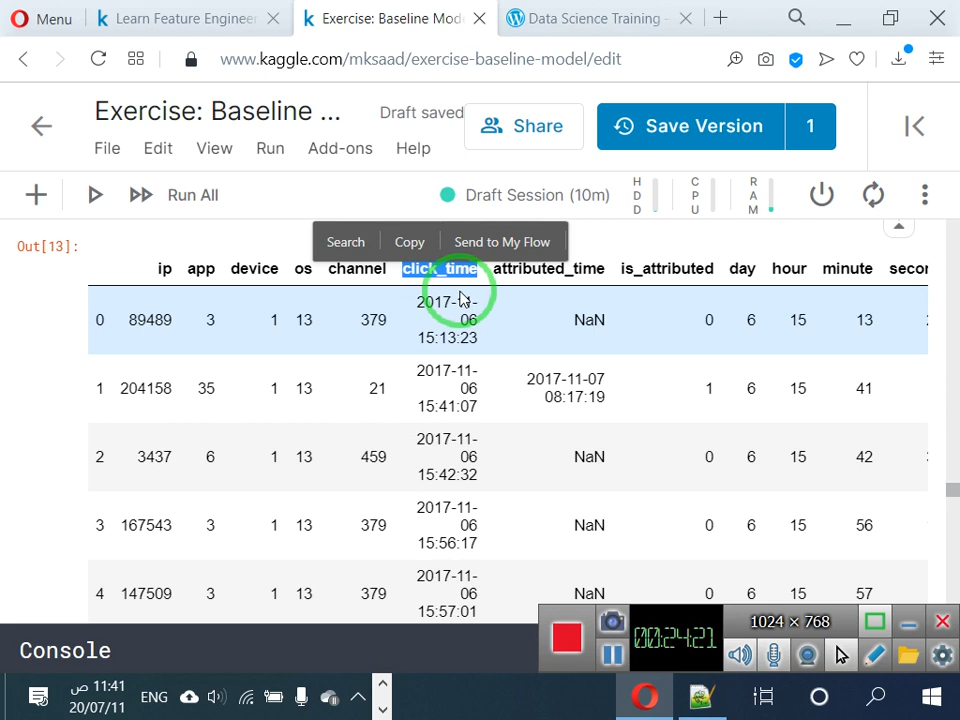 Menu
Learn Feature Engineer
Exercise: Baseline Mode
Data Science Training -
www.kaggle.com/mksaad/exercise-baseline-model/edit
Exercise: Baseline ...
Draft saved
Share
Save Version
1
File Edit View Run Add-ons Help
Run All
Draft Session (10m)
HDD
CPU
RAM
Search Copy Send to My Flow
Out[13]:
ip app device os channel click_time attributed_time is_attributed day hour minute secor
0 89489 3 1 13 379 2017-11-06 15:13:23 NaN 0 6 15 13
1 204158 35 1 13 21 2017-11-06 15:41:07 2017-11-07 08:17:19 1 6 15 41
2 3437 6 1 13 459 2017-11-06 15:42:32 NaN 0 6 15 42
3 167543 3 1 13 379 2017-11-06 15:56:17 NaN 0 6 15 56
4 147509 3 1 13 379 2017-11-06 15:57:01 NaN 0 6 15 57
1024 × 768
00:24:21
Console
11:41 ص
20/07/11
ENG